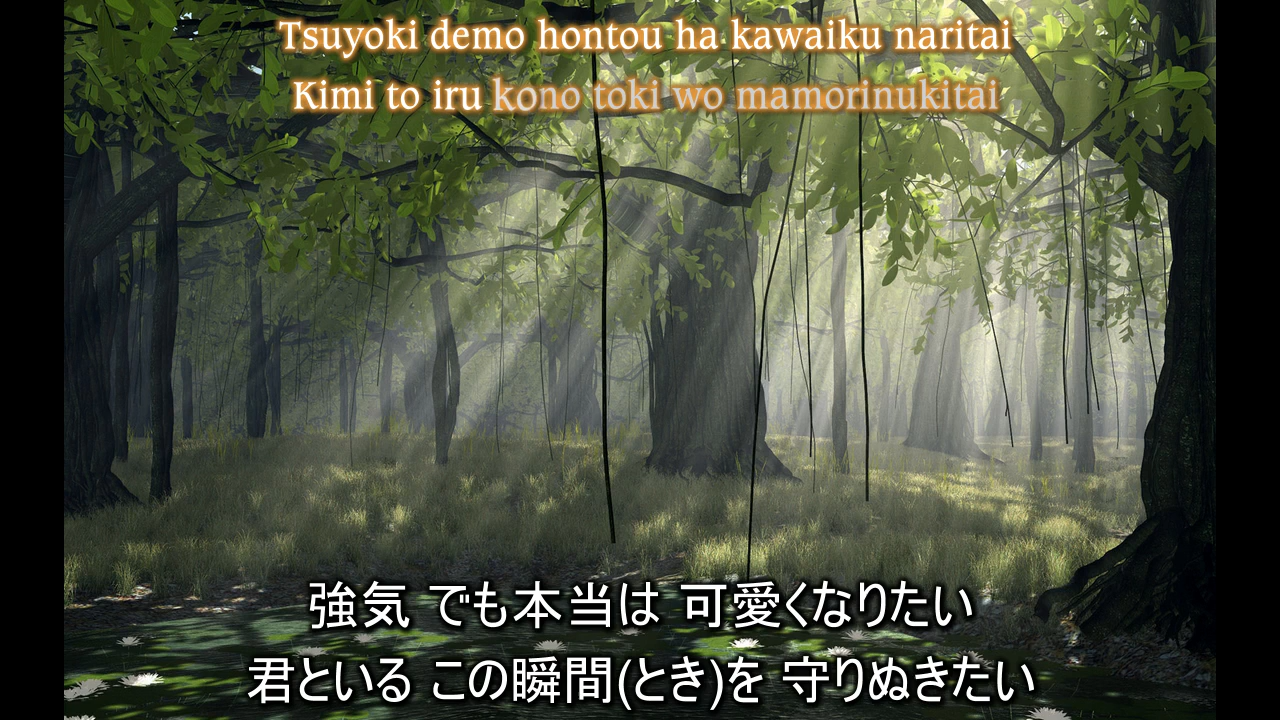 Tsuyoki demo hontou ha kawaiku naritai
Kimi to iru kono toki wo mamorinukitai
強気 でも本当は 可愛くなりたい
君といる この瞬間(とき)を 守りぬきたい